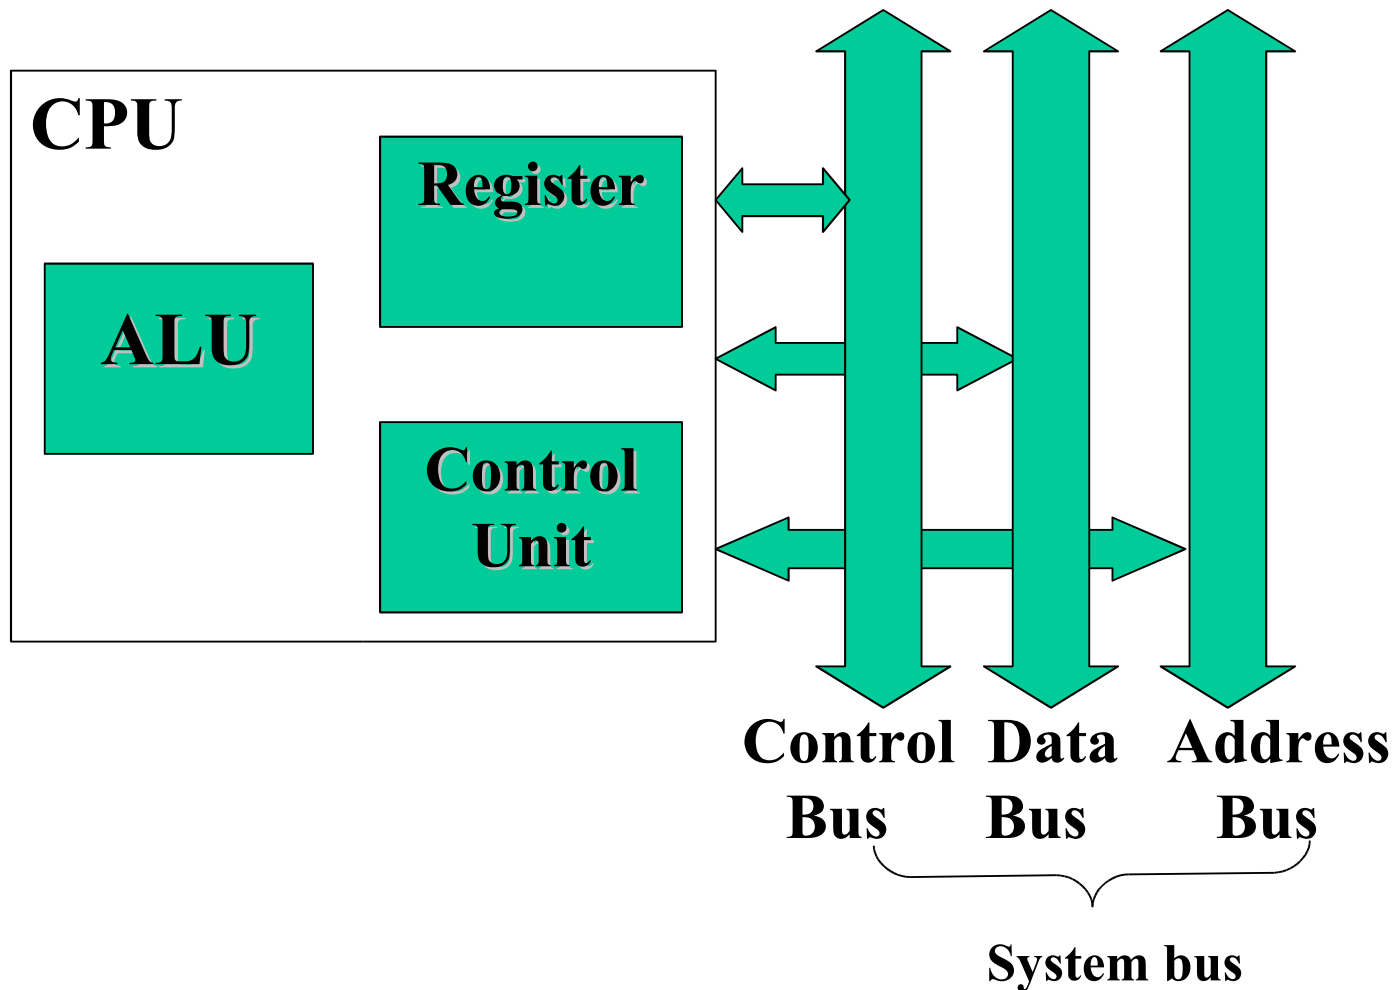 CPU
Register
ALU
Control
Unit
Control
Bus
Data
Bus
Address
Bus
System bus